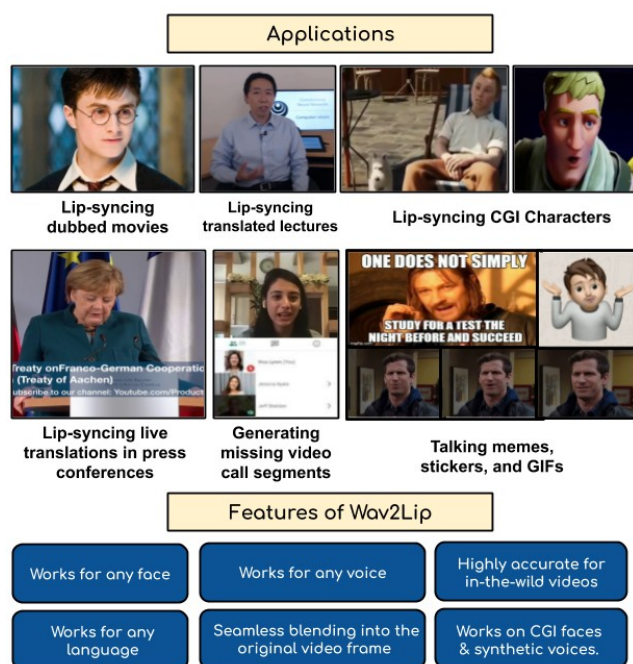 Applications
Lip-syncing
dubbed movies
Computer Vision
Lip-syncing
translated lectures
Lip-syncing CGI Characters
Treaty onFranco-German Cooperatic
(Treaty of Aachen)
ubscribe to our channel: Youtube.com/Product
Lip-syncing live
translations in press
conferences
Generating
missing video
call segments
ONE DOES NOT SIMPLY
STUDY FOR A TEST THE
NIGHT BEFORE AND SUCCEED
Talking memes,
stickers, and GIFs
Features of Wav2Lip
Works for any face
Works for any voice
Highly accurate for
in-the-wild videos
Works for any
language
Seamless blending into the
original video frame
Works on CGI faces
& synthetic voices.